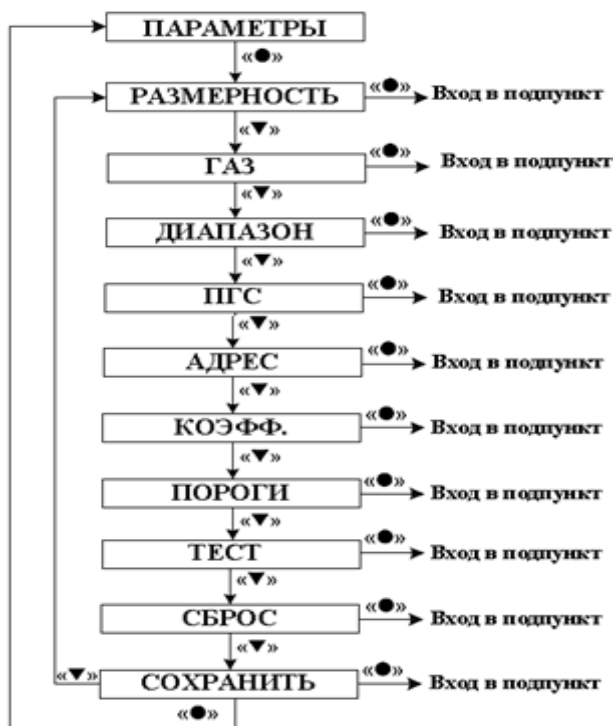 ПАРАМЕТРЫ
«●»
РАЗМЕРНОСТЬ «●» Вход в подпункт
«▼»
ГАЗ «●» Вход в подпункт
«▼»
ДИАПАЗОН «●» Вход в подпункт
«▼»
ПГС «●» Вход в подпункт
«▼»
АДРЕС «●» Вход в подпункт
«▼»
КОЭФФ. «●» Вход в подпункт
«▼»
ПОРОГИ «●» Вход в подпункт
«▼»
ТЕСТ «●» Вход в подпункт
«▼»
СБРОС «●» Вход в подпункт
«▼»
«▼» СОХРАНИТЬ «●» Вход в подпункт
«●»